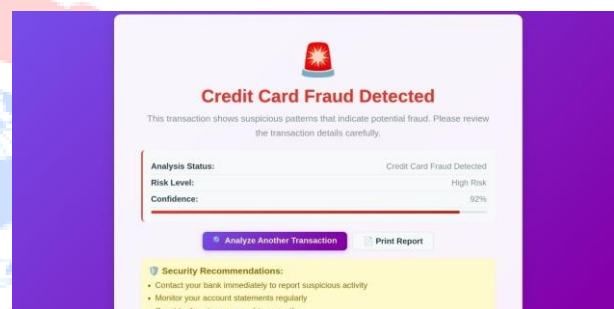 Credit Card Fraud Detected
This transaction shows suspicious patterns that indicate potential fraud. Please review
the transaction details carefully.
Analysis Status: Credit Card Fraud Detected
Risk Level: High Risk
Confidence: 92%
Analyze Another Transaction Print Report
Security Recommendations:
• Contact your bank immediately to report suspicious activity
• Monitor your account statements regularly